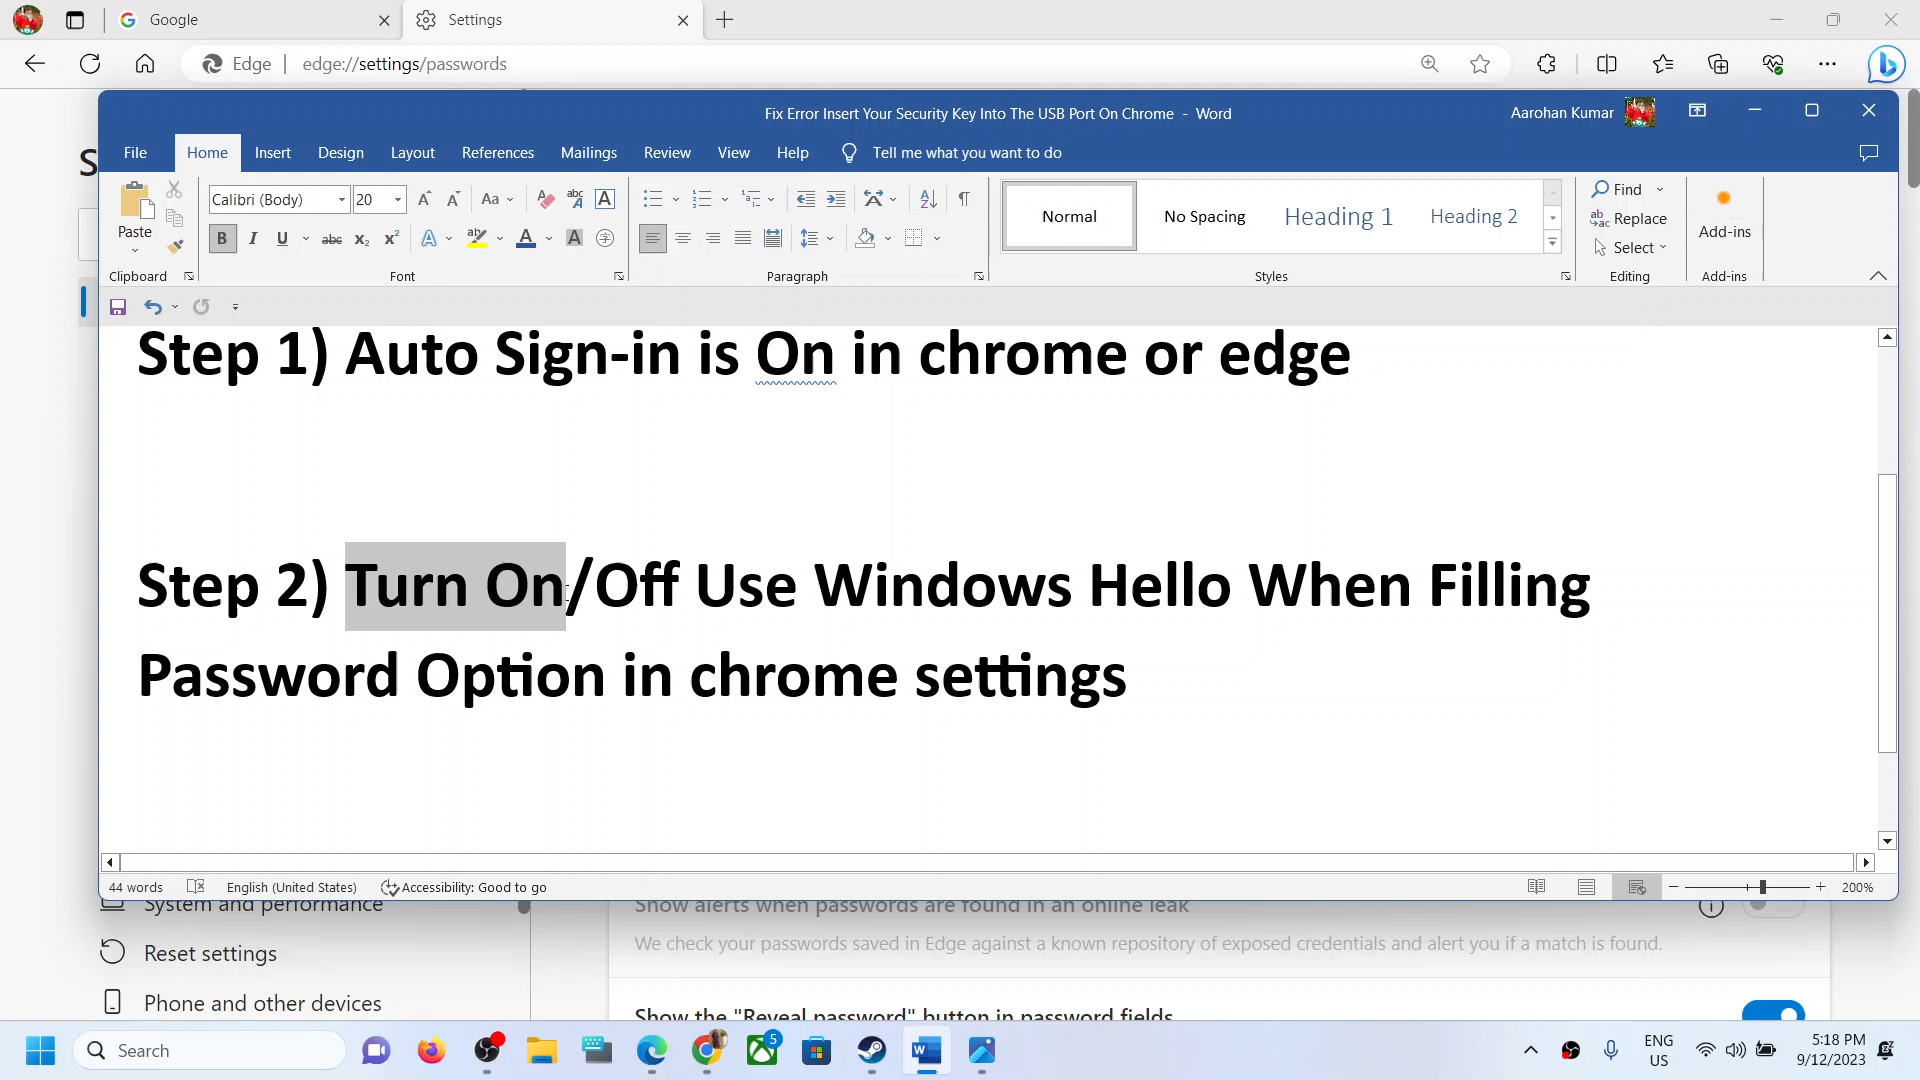 Google
Settings
Edge
edge://settings/passwords
Fix Error Insert Your Security Key Into The USB Port On Chrome - Word
Aarohan Kumar
File
Home
Insert
Design
Layout
References
Mailings
Review
View
Help
Tell me what you want to do
Paste
Calibri (Body)
20
Aa
Normal
No Spacing
Heading 1
Heading 2
Find
Replace
Select
Add-ins
Clipboard
Font
Paragraph
Styles
Editing
Add-ins
Step 1) Auto Sign-in is On in chrome or edge
Step 2) Turn On/Off Use Windows Hello When Filling
Password Option in chrome settings
44 words
English (United States)
Accessibility: Good to go
200%
System and performance
Show alerts when passwords are found in an online leak
We check your passwords saved in Edge against a known repository of exposed credentials and alert you if a match is found.
Reset settings
Phone and other devices
Show the "Reveal password" button in password fields
Search
5
ENG
US
5:18 PM
9/12/2023